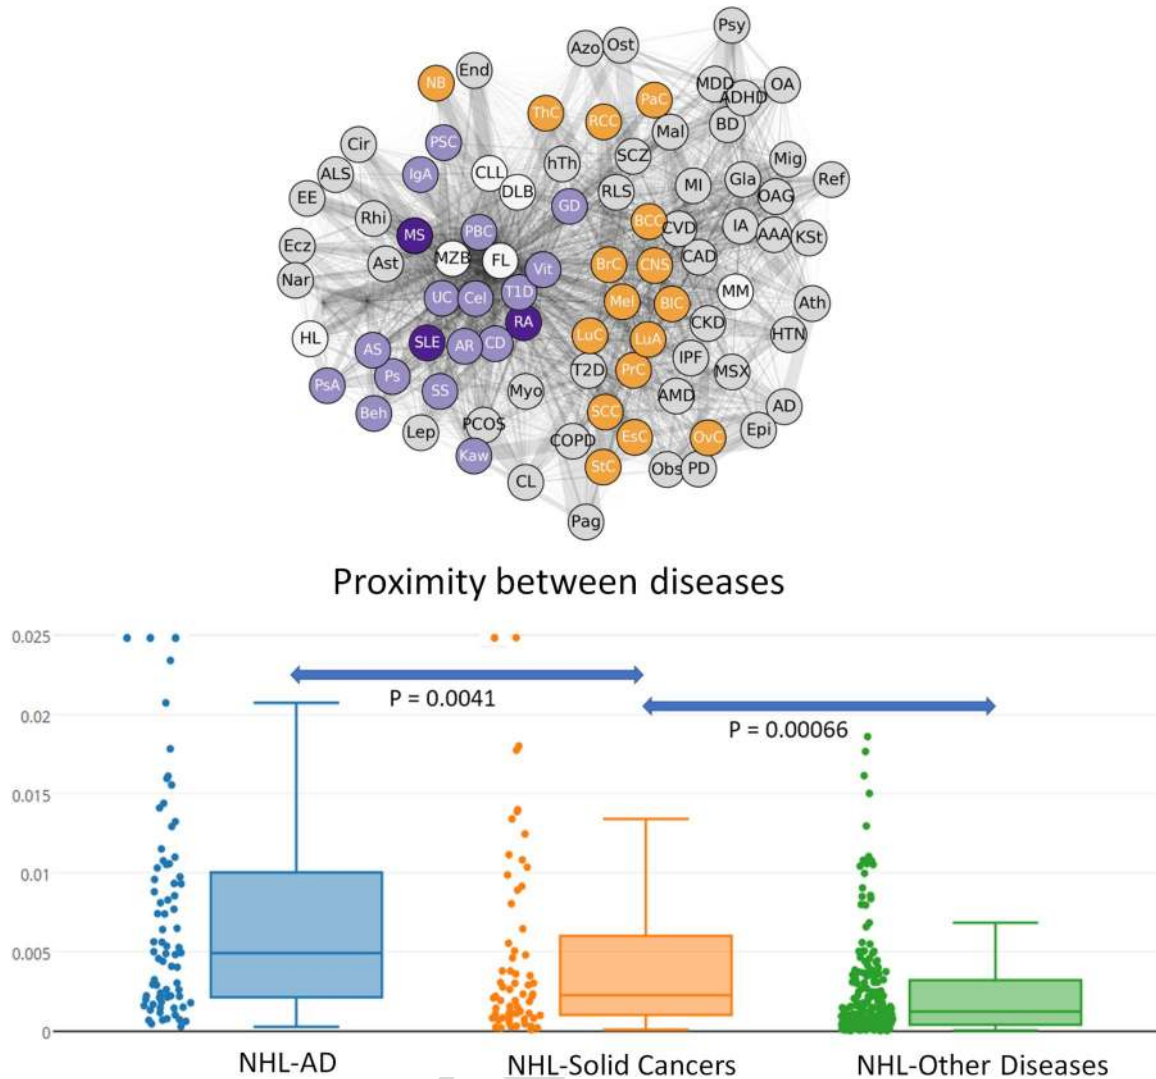 Psy
Azo Ost
End
NB MDD OA
ADHD
ThC RCC PaC
Mal BD
Cir PSC
hTh SCZ Mig
ALS IgA CLL DLB RLS MI Gla Ref
EE OAG
Rhi GD
MS PBC BCC CVD IA AAA KSt
Ecz MZB FL
Nar Ast Vit BrC CNS CAD
UC Cel T1D Mel BlC MM Ath
HL SLE AR CD RA LuC LuA CKD HTN
AS IPF
PsA Ps SS Myo T2D PrC MSX
Beh AMD AD
Lep PCOS SCC Epi
Kaw COPD EsC OvC
CL StC Obs PD
Pag
Proximity between diseases
0.025
P = 0.0041
0.02
P = 0.00066
0.015
0.01
0.005
0
NHL-AD NHL-Solid Cancers NHL-Other Diseases